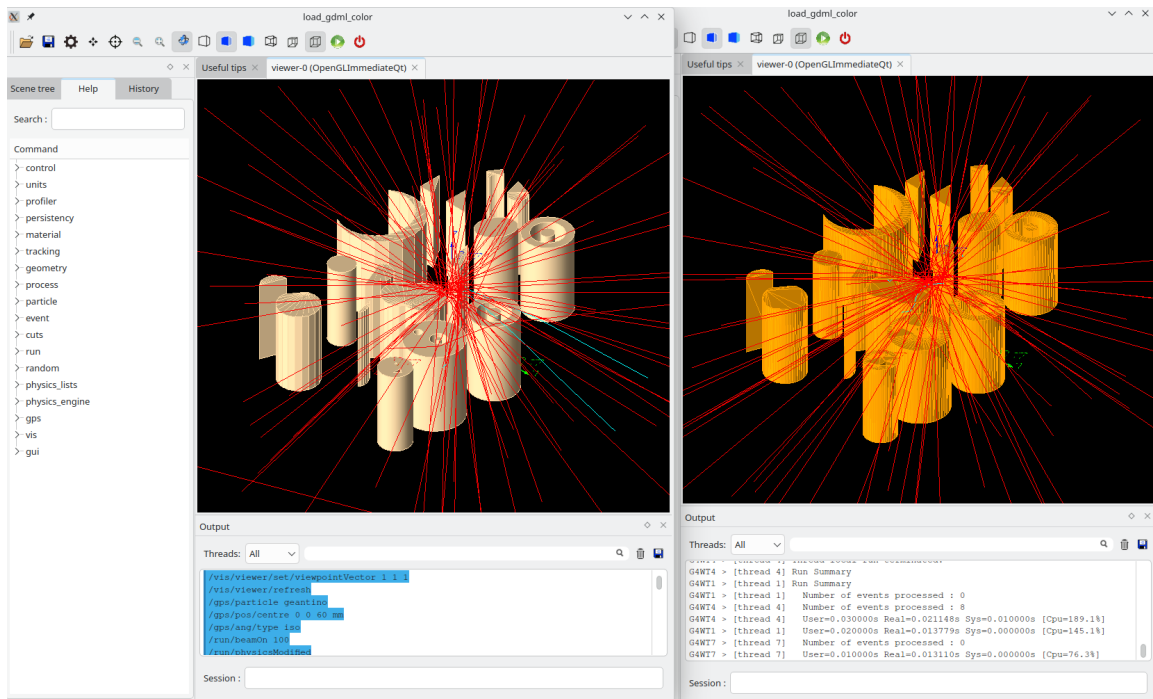 load_gdml_color
Useful tips
viewer-0 (OpenGLImmediateQt)
Scene tree
Help
History
Search :
Command
control
units
profiler
persistency
material
tracking
geometry
process
particle
event
cuts
run
random
physics_lists
physics_engine
gps
vis
gui
Output
Threads:
All
/vis/viewer/set/viewpointVector 1 1 1
/vis/viewer/refresh
/gps/particle geantino
/gps/pos/centre 0 0 60 mm
/gps/ang/type iso
/run/beamOn 100
/run/physicsModified
Session :
load_gdml_color
Useful tips
viewer-0 (OpenGLImmediateQt)
Output
Threads:
All
G4WT4 > [thread 4] Run Summary
G4WT1 > [thread 1] Run Summary
G4WT1 > [thread 1] Number of events processed : 0
G4WT4 > [thread 4] Number of events processed : 8
G4WT4 > [thread 4] User=0.030000s Real=0.021148s Sys=0.010000s [Cpu=189.1%]
G4WT1 > [thread 1] User=0.020000s Real=0.013779s Sys=0.000000s [Cpu=145.1%]
G4WT7 > [thread 7] Number of events processed : 0
G4WT7 > [thread 7] User=0.010000s Real=0.013110s Sys=0.000000s [Cpu=76.3%]
Session :